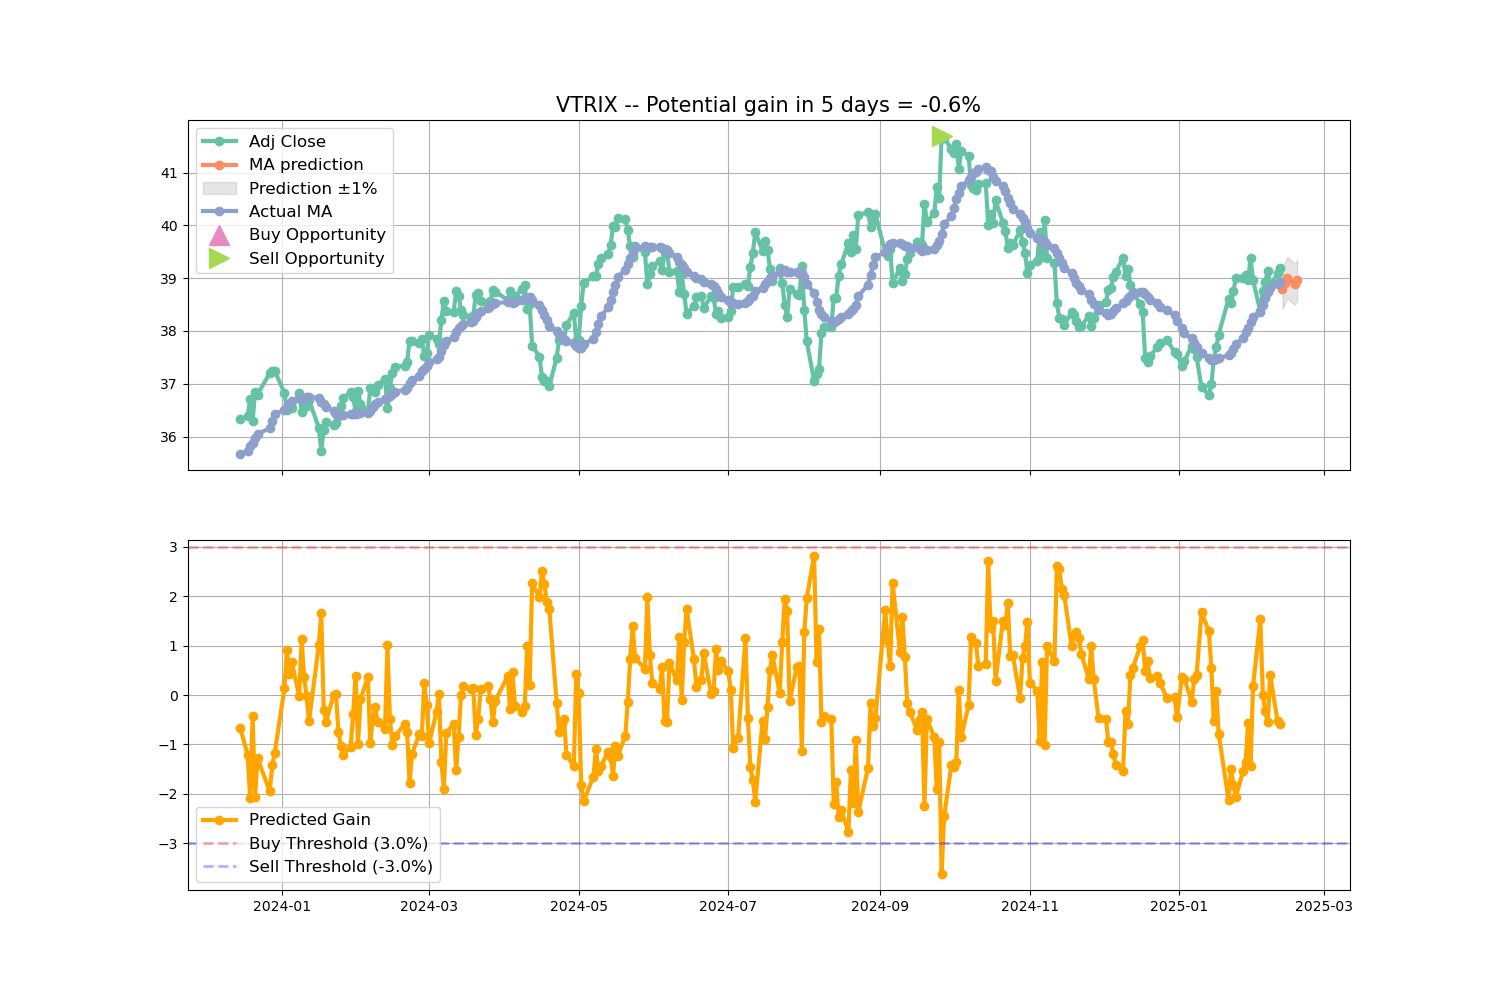 VTRIX -- Potential gain in 5 days = -0.6%
Adj Close
MA prediction
Prediction ±1%
Actual MA
Buy Opportunity
Sell Opportunity
41
40
39
38
37
36
3
2
1
0
−1
−2
−3
Predicted Gain
Buy Threshold (3.0%)
Sell Threshold (-3.0%)
2024-01 2024-03 2024-05 2024-07 2024-09 2024-11 2025-01 2025-03